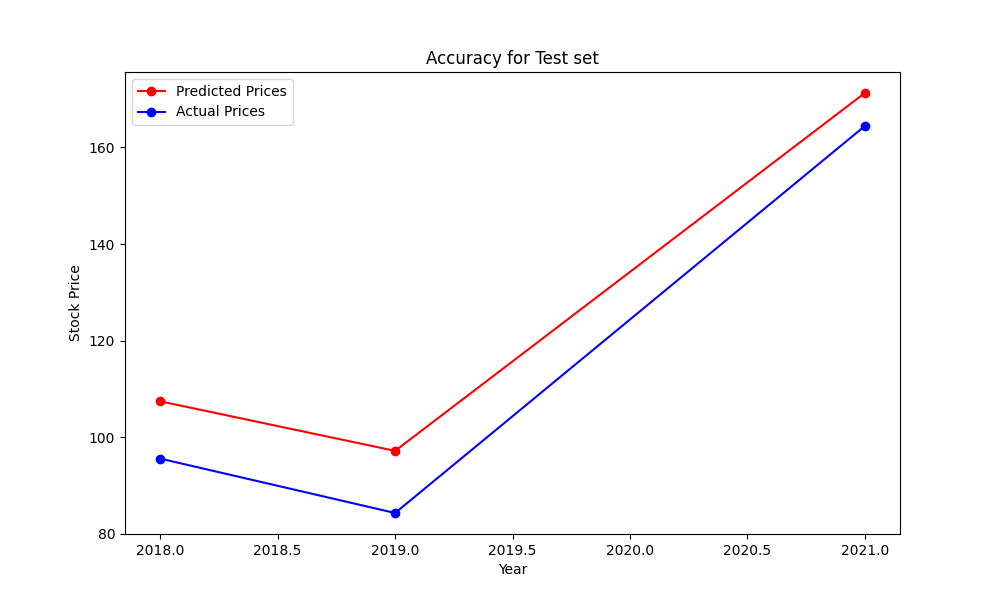 Accuracy for Test set
Predicted Prices
Actual Prices
160
140
120
100
80
Stock Price
2018.0 2018.5 2019.0 2019.5 2020.0 2020.5 2021.0
Year